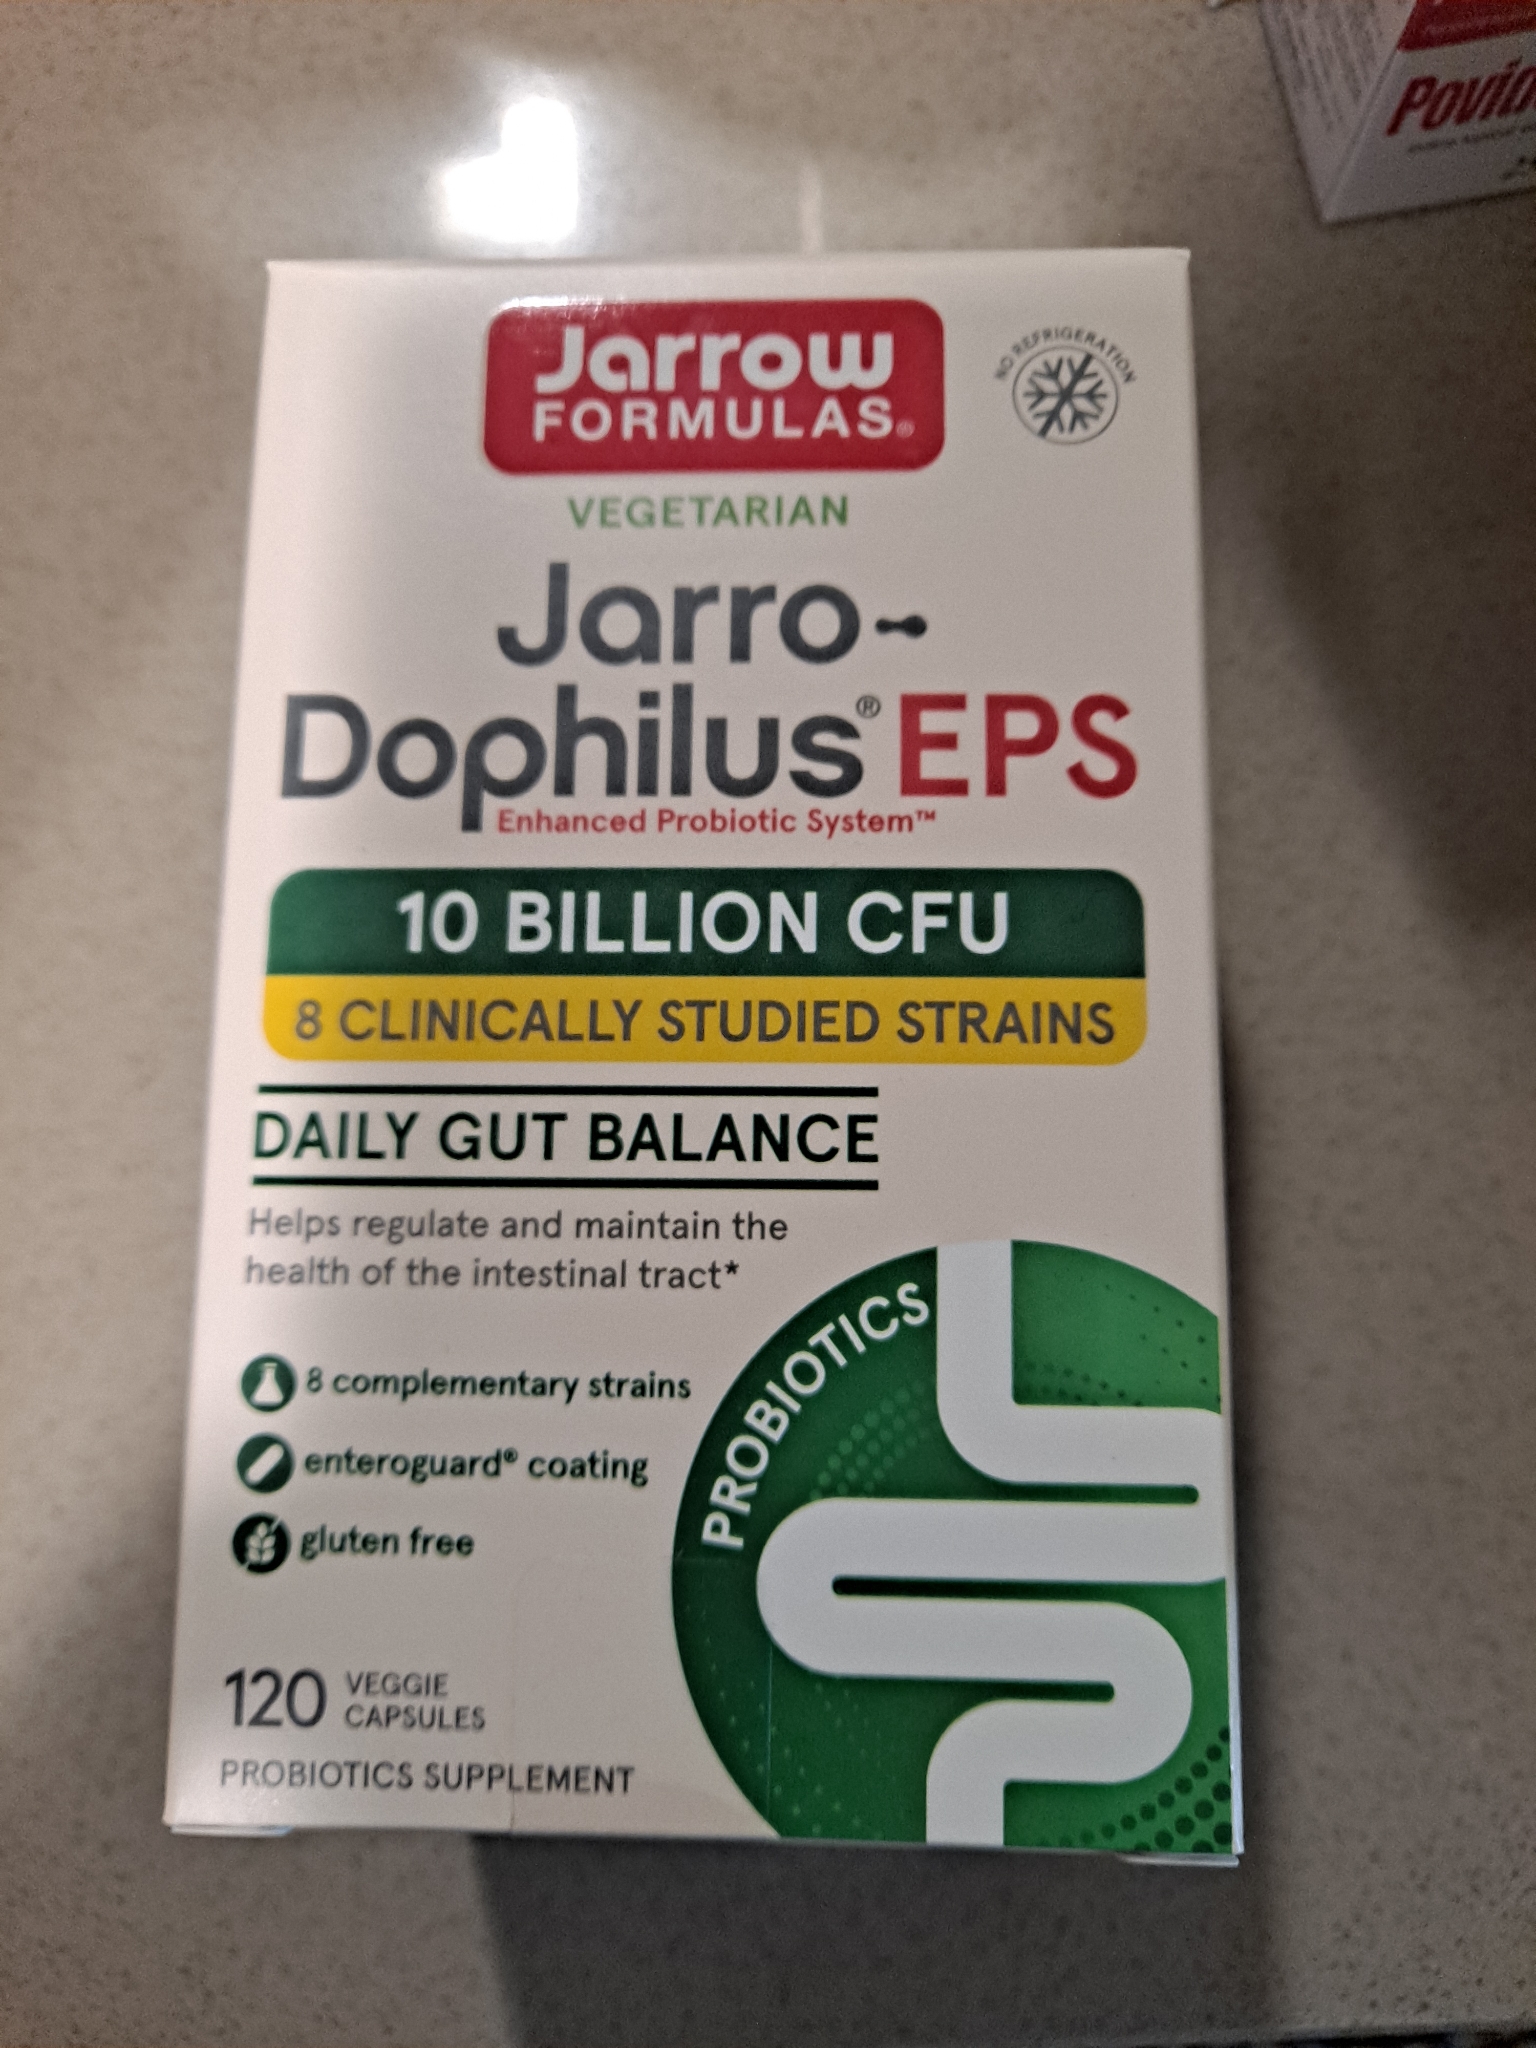 Jarrow
FORMULAS®
NO REFRIGERATION
VEGETARIAN
Jarro-
Dophilus® EPS
Enhanced Probiotic System™
10 BILLION CFU
8 CLINICALLY STUDIED STRAINS
DAILY GUT BALANCE
Helps regulate and maintain the
health of the intestinal tract*
8 complementary strains
enteroguard® coating
gluten free
PROBIOTICS
120 VEGGIE
CAPSULES
PROBIOTICS SUPPLEMENT